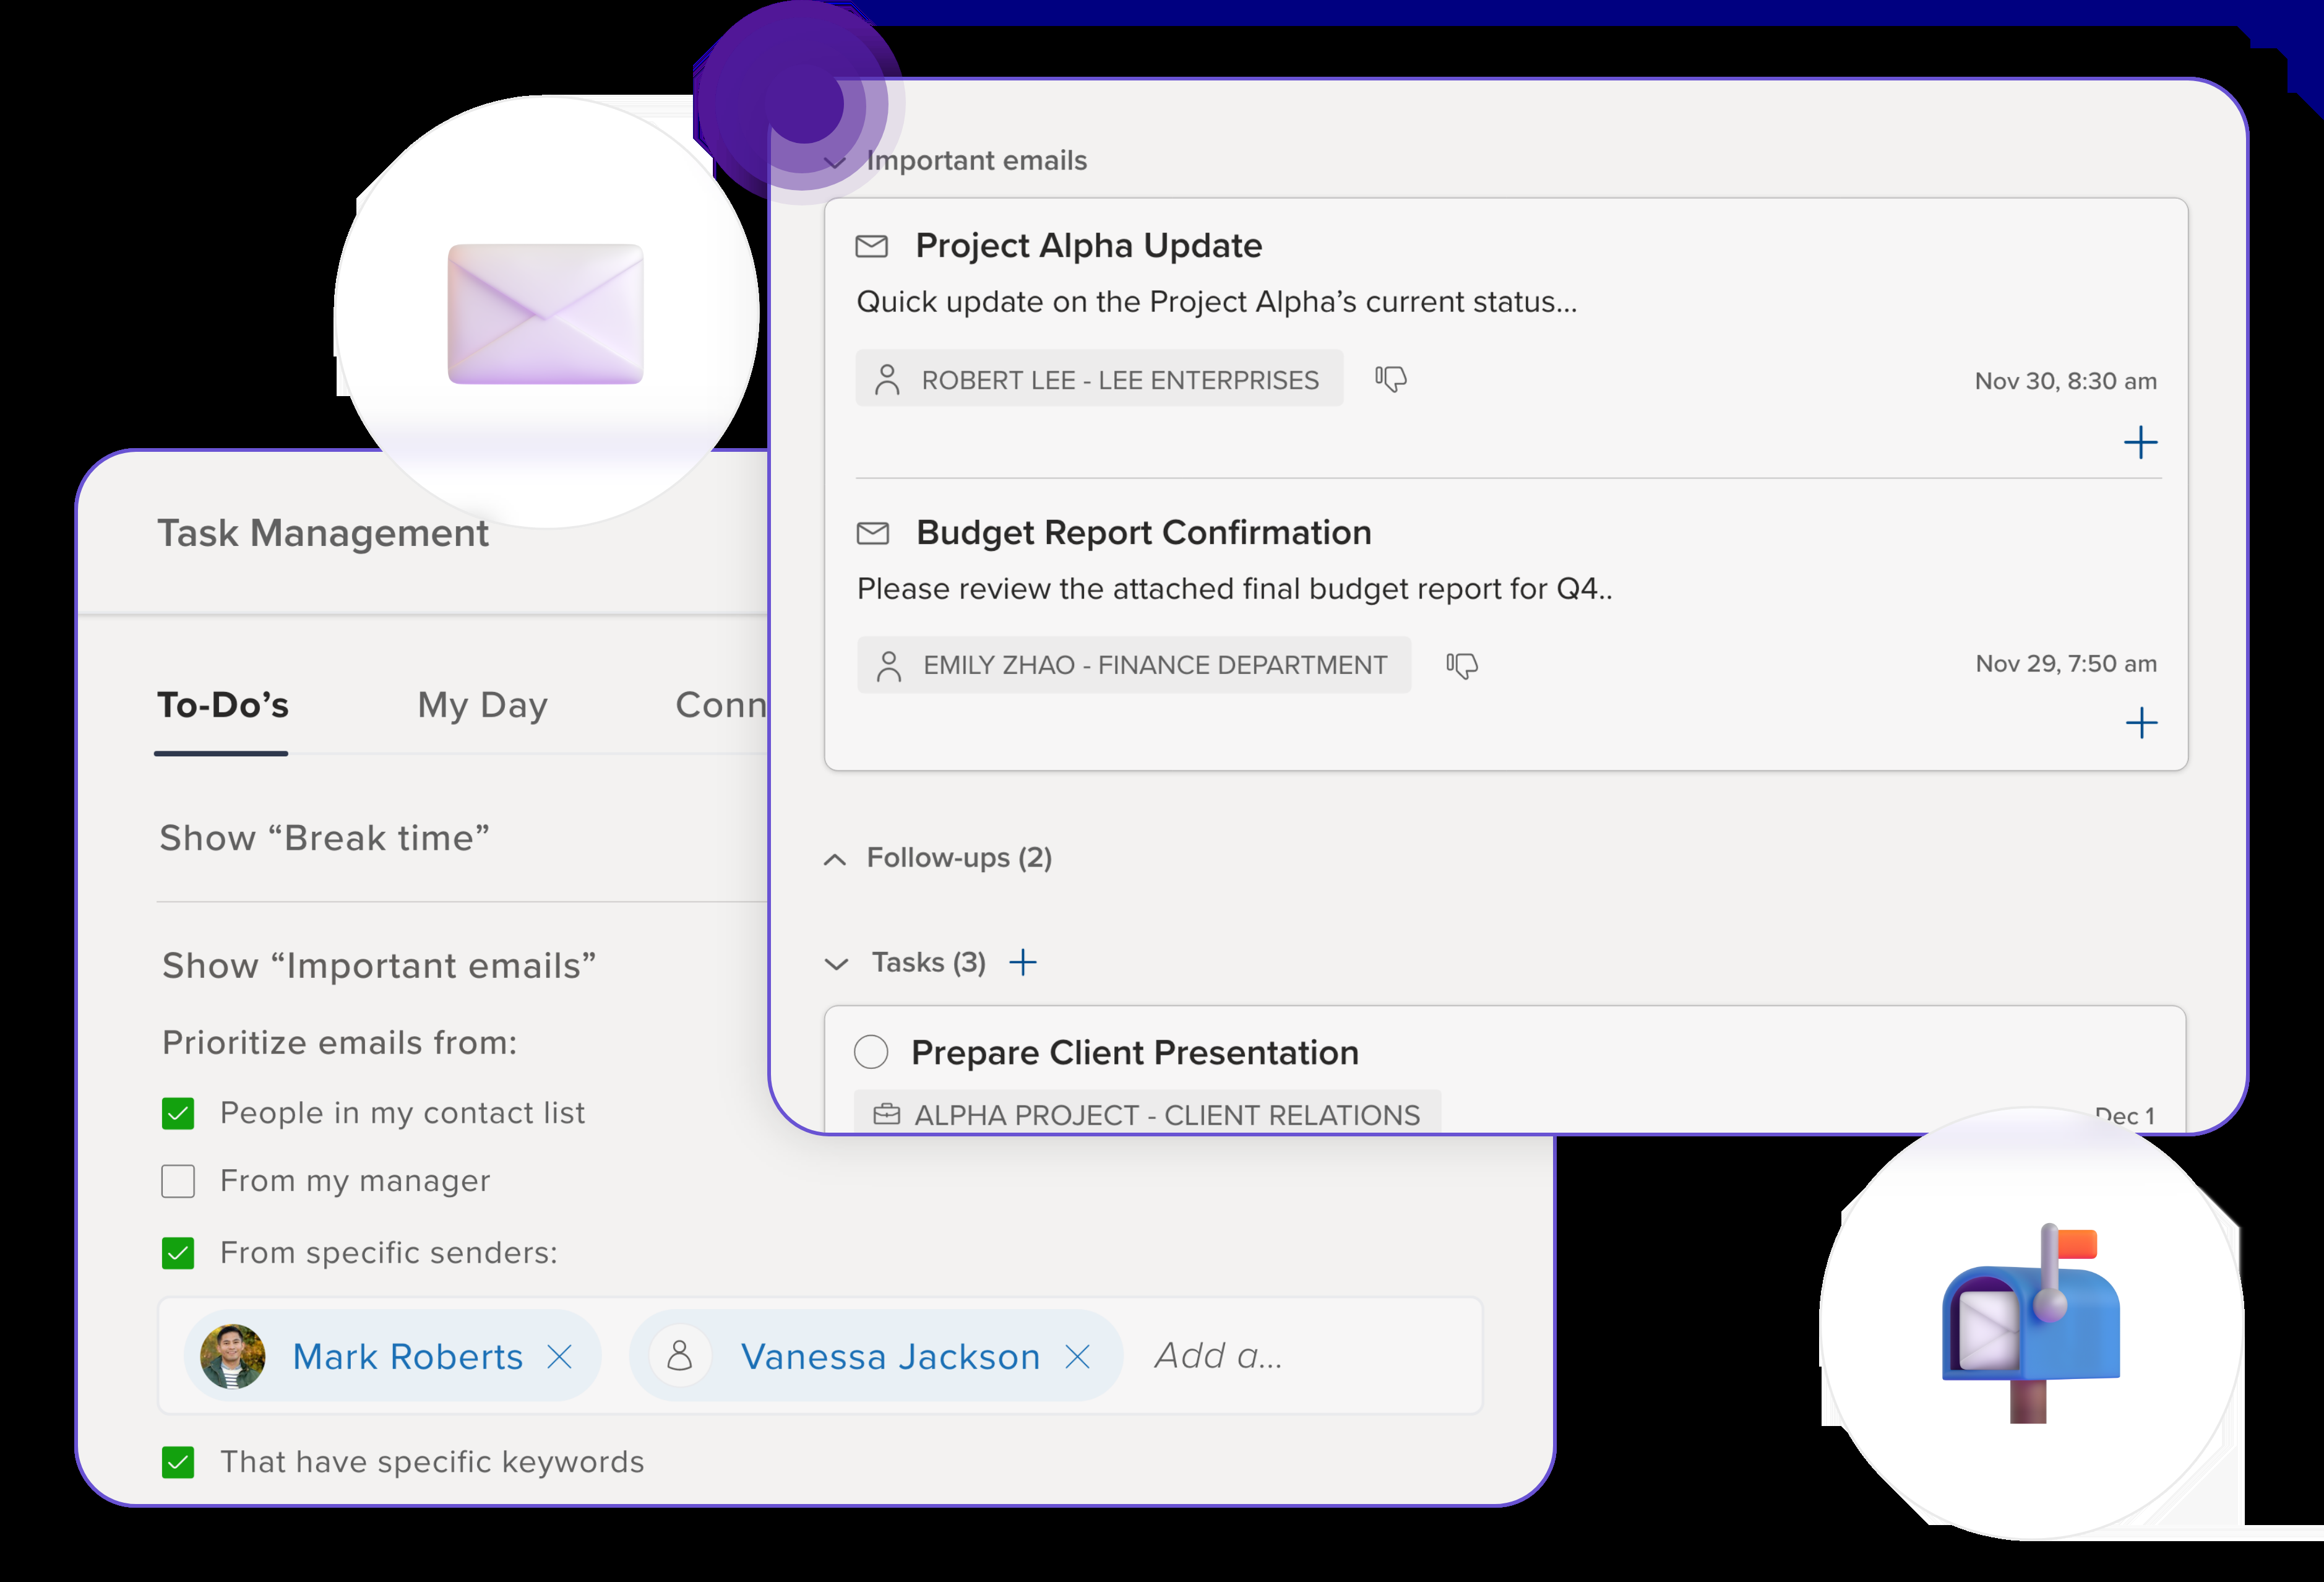 Important emails
Project Alpha Update
Quick update on the Project Alpha’s current status...
ROBERT LEE - LEE ENTERPRISES
Nov 30, 8:30 am
Budget Report Confirmation
Please review the attached final budget report for Q4..
EMILY ZHAO - FINANCE DEPARTMENT
Nov 29, 7:50 am
Follow-ups (2)
Tasks (3)
Prepare Client Presentation
ALPHA PROJECT - CLIENT RELATIONS
Dec 1
Task Management
To-Do’s My Day Conn
Show “Break time”
Show “Important emails”
Prioritize emails from:
People in my contact list
From my manager
From specific senders:
Mark Roberts Vanessa Jackson Add a...
That have specific keywords